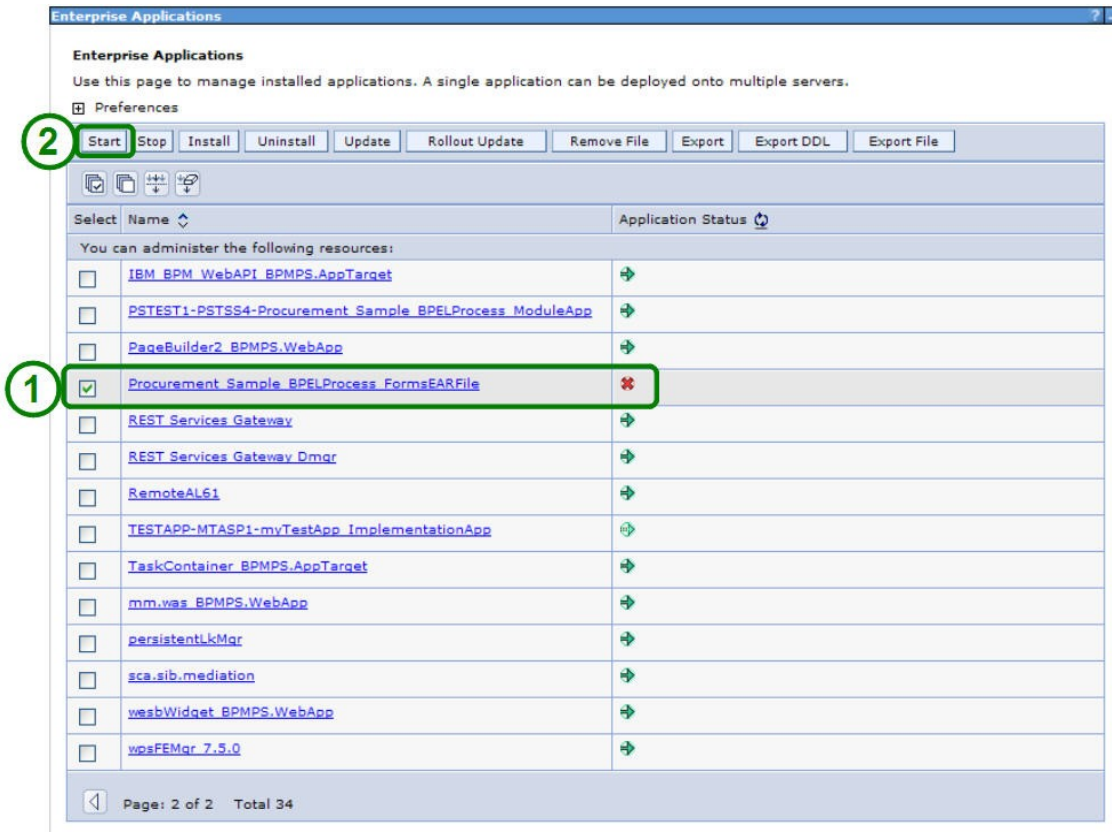 Enterprise Applications ?
Enterprise Applications
Use this page to manage installed applications. A single application can be deployed onto multiple servers.
Preferences
2 Start Stop Install Uninstall Update Rollout Update Remove File Export Export DDL Export File
Select Name Application Status
You can administer the following resources:
IBM_BPM_WebAPI_BPMPS.AppTarget
PSTEST1-PSTSS4-Procurement_Sample_BPELProcess_ModuleApp
PageBuilder2_BPMPS.WebApp
1 Procurement_Sample_BPELProcess_FormsEARFile
REST Services Gateway
REST Services Gateway Dmgr
RemoteAL61
TESTAPP-MTASP1-myTestApp_ImplementationApp
TaskContainer_BPMPS.AppTarget
mm.was_BPMPS.WebApp
persistentLkMgr
sca.sib.mediation
wesbWidget_BPMPS.WebApp
wpsFEMgr_7.5.0
Page: 2 of 2 Total 34